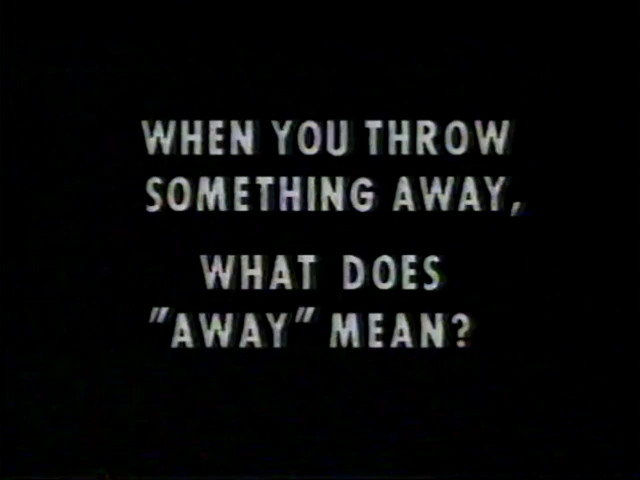 WHEN YOU THROW
SOMETHING AWAY,
WHAT DOES
"AWAY" MEAN?